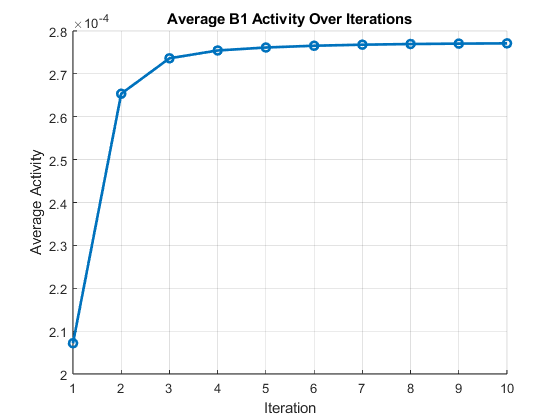 Average B1 Activity Over Iterations
×10-4
2.8
2.7
2.6
2.5
2.4
2.3
2.2
2.1
2
Average Activity
1 2 3 4 5 6 7 8 9 10
Iteration